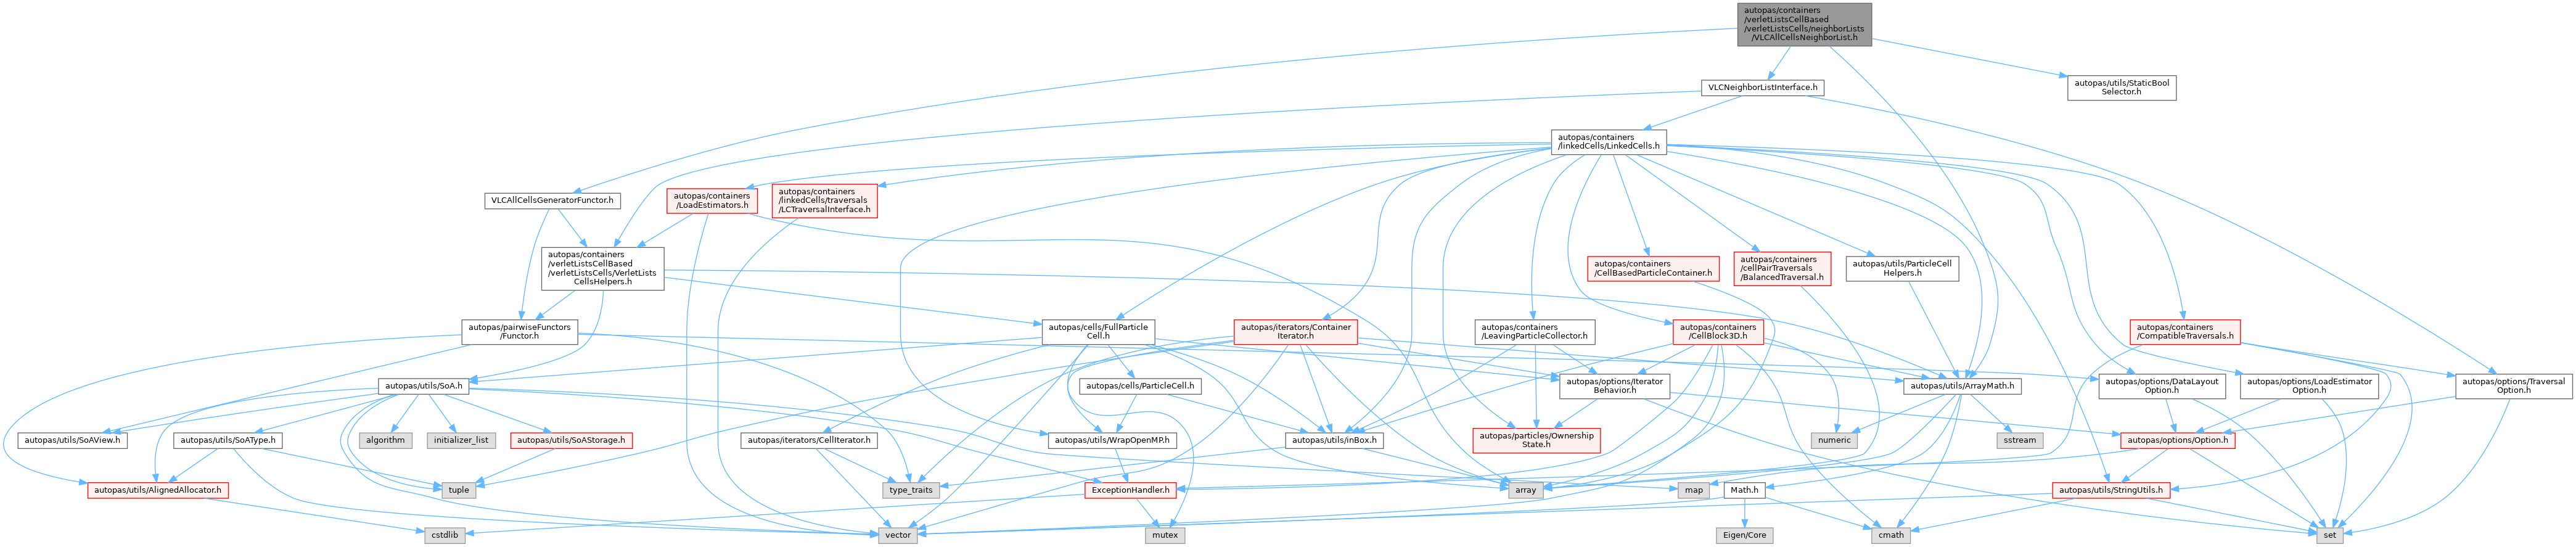 autopas/containers
/verletListsCellBased
/verletListsCells/neighborLists
/VLCAllCellsNeighborList.h
autopas/utils/StaticBool
Selector.h
VLCNeighborListInterface.h
autopas/containers
/linkedCells/LinkedCells.h
VLCAllCellsGeneratorFunctor.h
autopas/containers
/LoadEstimators.h
autopas/containers
/linkedCells/traversals
/LCTraversalInterface.h
autopas/containers
/verletListsCellBased
/verletListsCells/VerletLists
CellsHelpers.h
autopas/containers
/CellBasedParticleContainer.h
autopas/containers
/cellPairTraversals
/BalancedTraversal.h
autopas/utils/ParticleCell
Helpers.h
autopas/pairwiseFunctors
/Functor.h
autopas/cells/FullParticle
Cell.h
autopas/iterators/Container
Iterator.h
autopas/containers
/LeavingParticleCollector.h
autopas/containers
/CellBlock3D.h
autopas/containers
/CompatibleTraversals.h
autopas/utils/SoA.h
autopas/cells/ParticleCell.h
autopas/options/Iterator
Behavior.h
autopas/utils/ArrayMath.h
autopas/options/DataLayout
Option.h
autopas/options/LoadEstimator
Option.h
autopas/options/Traversal
Option.h
autopas/utils/SoAView.h
autopas/utils/SoAType.h
algorithm
initializer_list
autopas/utils/SoAStorage.h
autopas/iterators/CellIterator.h
autopas/utils/WrapOpenMP.h
autopas/utils/inBox.h
autopas/particles/Ownership
State.h
numeric
sstream
autopas/options/Option.h
autopas/utils/AlignedAllocator.h
tuple
type_traits
ExceptionHandler.h
array
map
Math.h
autopas/utils/StringUtils.h
cstdlib
vector
mutex
Eigen/Core
cmath
set